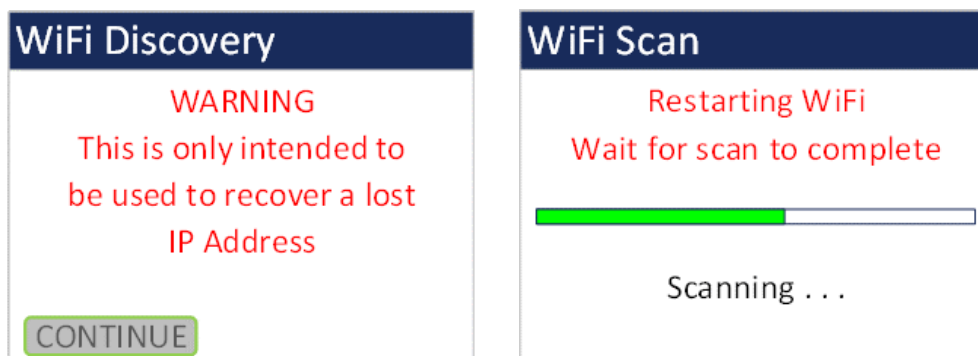 WiFi Discovery
WARNING
This is only intended to
be used to recover a lost
IP Address
CONTINUE
WiFi Scan
Restarting WiFi
Wait for scan to complete
Scanning . . .